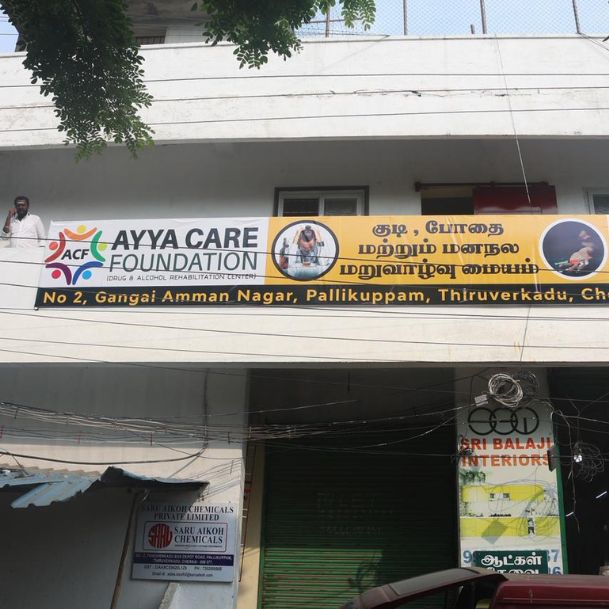 ACF
AYYA CARE
FOUNDATION
(DRUG & ALCOHOL REHABILITATION CENTER)
குடி , போதை
மற்றும் மனநல
மறுவாழ்வு மையம்
No 2, Gangai Amman Nagar, Pallikuppam, Thiruverkadu, Che
SRI BALAJI
INTERIORS
ஆட்கள்
தேவை
SARU AIKOH CHEMICALS
PRIVATE LIMITED
SARU AIKOH
CHEMICALS